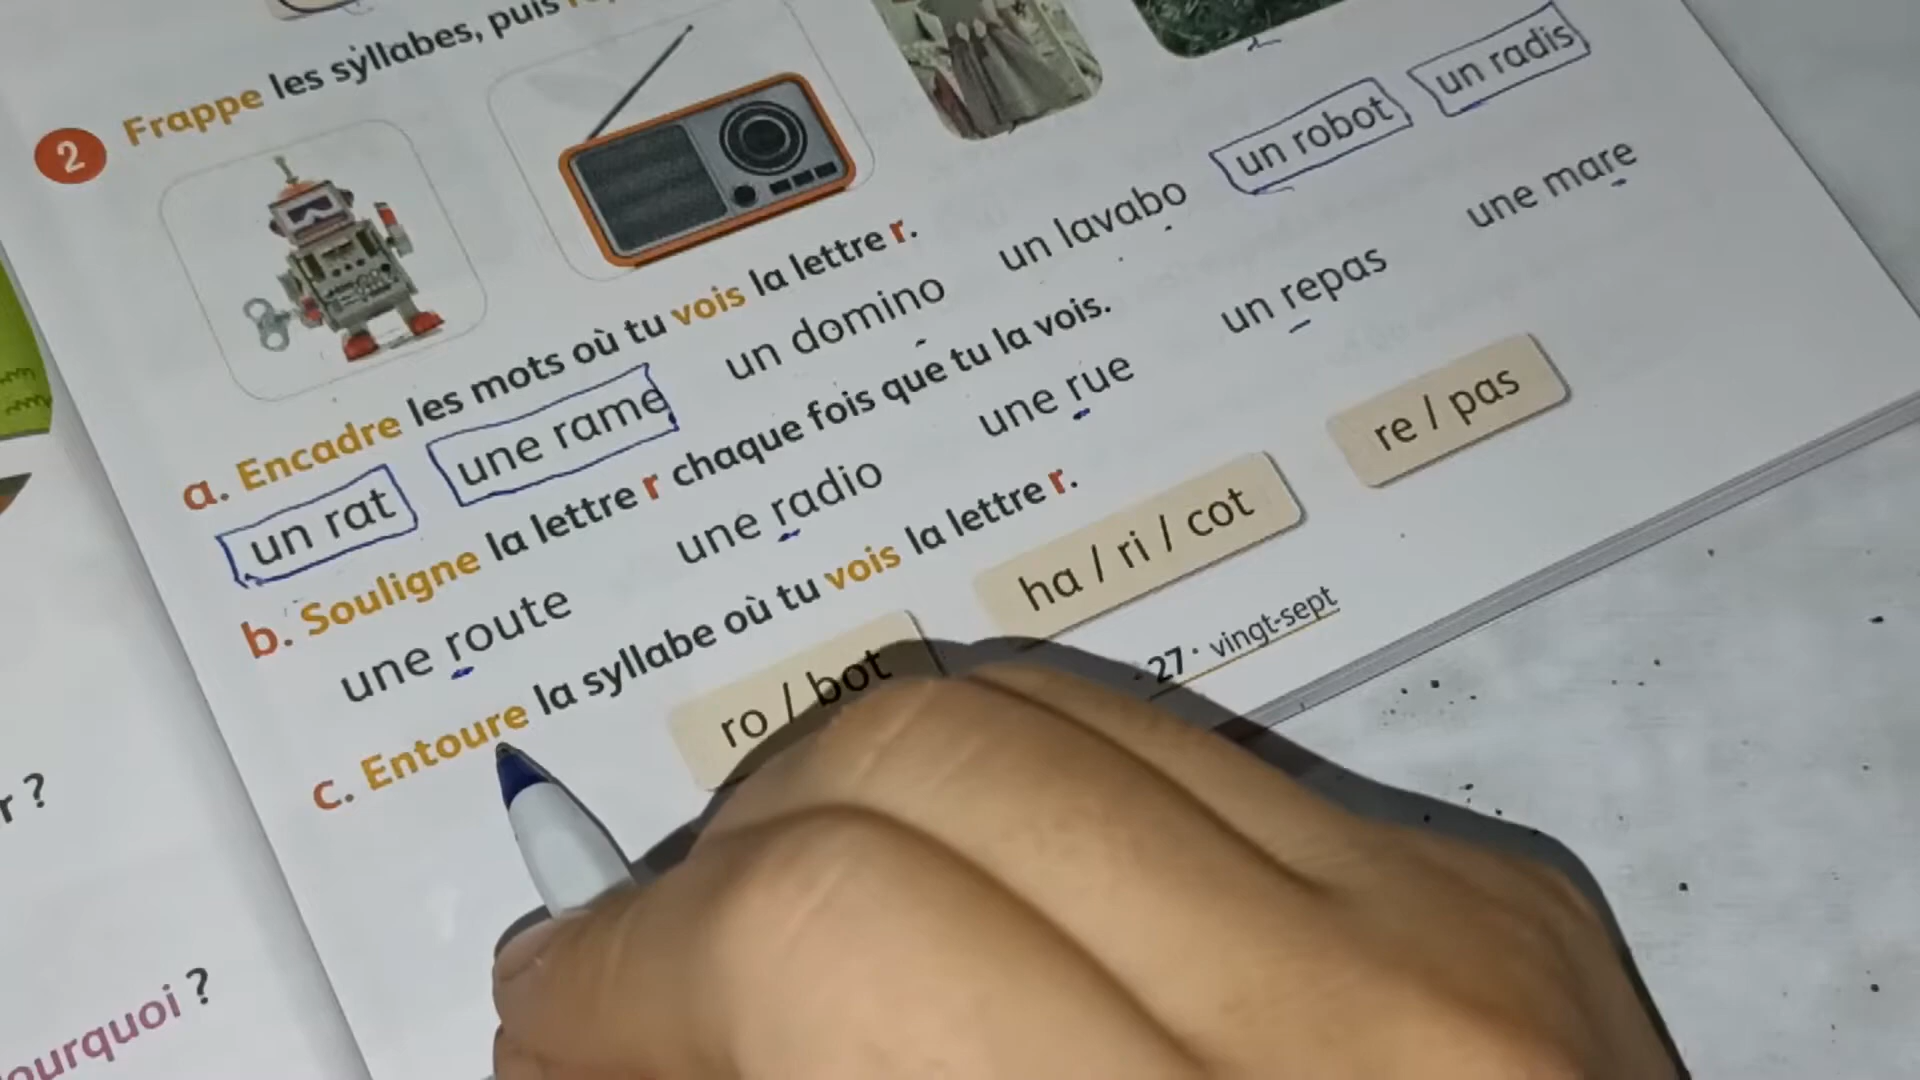 2 Frappe les syllabes, puis
a. Encadre les mots où tu vois la lettre r.
un rat une rame un domino un lavabo un robot un radis
b. Souligne la lettre r chaque fois que tu la vois.
une route une radio une rue un repas une mare
c. Entoure la syllabe où tu vois la lettre r.
ro / bot ha / ri / cot re / pas
27 · vingt-sept
r ?
ourquoi ?